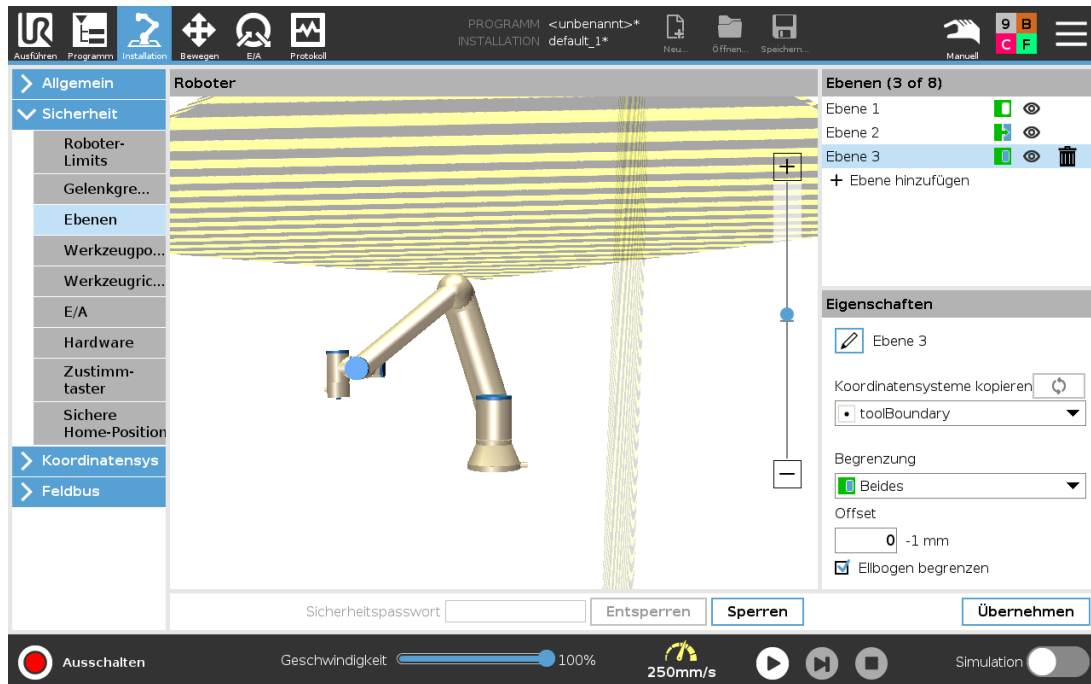 PROGRAMM <unbenannt>*
INSTALLATION default_1*
Ausführen Programm Installation Bewegen E/A Protokoll
Neu... Öffnen... Speichern...
Manuell
9 B
C F
Allgemein
Sicherheit
Roboter-
Limits
Gelenkgre...
Ebenen
Werkzeugpo...
Werkzeugric...
E/A
Hardware
Zustimm-
taster
Sichere
Home-Position
Koordinatensys
Feldbus
Roboter
Ebenen (3 of 8)
Ebene 1
Ebene 2
Ebene 3
+ Ebene hinzufügen
Eigenschaften
Ebene 3
Koordinatensysteme kopieren
toolBoundary
Begrenzung
Beides
Offset
0 -1 mm
Ellbogen begrenzen
Sicherheitspasswort Entsperren Sperren Übernehmen
Ausschalten Geschwindigkeit 100% 250mm/s Simulation